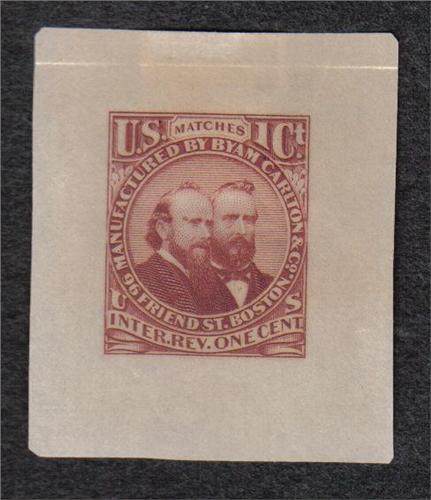 U.S. MATCHES 1Ct
MANUFACTURED BY BYAM CARLTON & Co.
96 FRIEND ST. BOSTON.
U S
INTER. REV. ONE CENT.